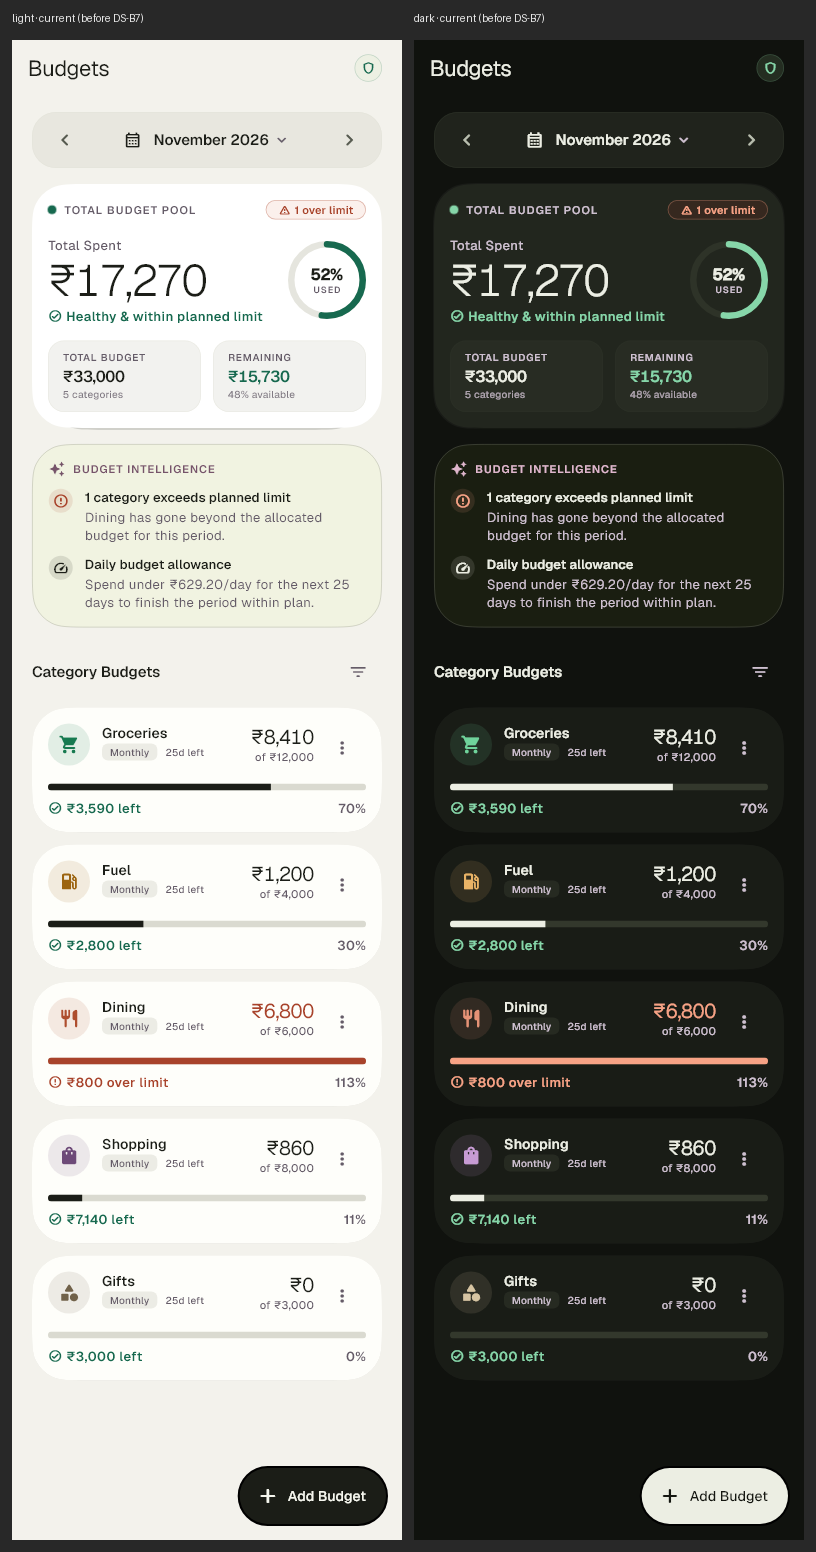 light · current (before DS-B7)
Budgets
November 2026
TOTAL BUDGET POOL
1 over limit
Total Spent
₹17,270
52%
USED
Healthy & within planned limit
TOTAL BUDGET
₹33,000
5 categories
REMAINING
₹15,730
48% available
BUDGET INTELLIGENCE
1 category exceeds planned limit
Dining has gone beyond the allocated
budget for this period.
Daily budget allowance
Spend under ₹629.20/day for the next 25
days to finish the period within plan.
Category Budgets
Groceries
Monthly 25d left
₹8,410
of ₹12,000
₹3,590 left
70%
Fuel
Monthly 25d left
₹1,200
of ₹4,000
₹2,800 left
30%
Dining
Monthly 25d left
₹6,800
of ₹6,000
₹800 over limit
113%
Shopping
Monthly 25d left
₹860
of ₹8,000
₹7,140 left
11%
Gifts
Monthly 25d left
₹0
of ₹3,000
₹3,000 left
0%
Add Budget
dark · current (before DS-B7)
Budgets
November 2026
TOTAL BUDGET POOL
1 over limit
Total Spent
₹17,270
52%
USED
Healthy & within planned limit
TOTAL BUDGET
₹33,000
5 categories
REMAINING
₹15,730
48% available
BUDGET INTELLIGENCE
1 category exceeds planned limit
Dining has gone beyond the allocated
budget for this period.
Daily budget allowance
Spend under ₹629.20/day for the next 25
days to finish the period within plan.
Category Budgets
Groceries
Monthly 25d left
₹8,410
of ₹12,000
₹3,590 left
70%
Fuel
Monthly 25d left
₹1,200
of ₹4,000
₹2,800 left
30%
Dining
Monthly 25d left
₹6,800
of ₹6,000
₹800 over limit
113%
Shopping
Monthly 25d left
₹860
of ₹8,000
₹7,140 left
11%
Gifts
Monthly 25d left
₹0
of ₹3,000
₹3,000 left
0%
Add Budget